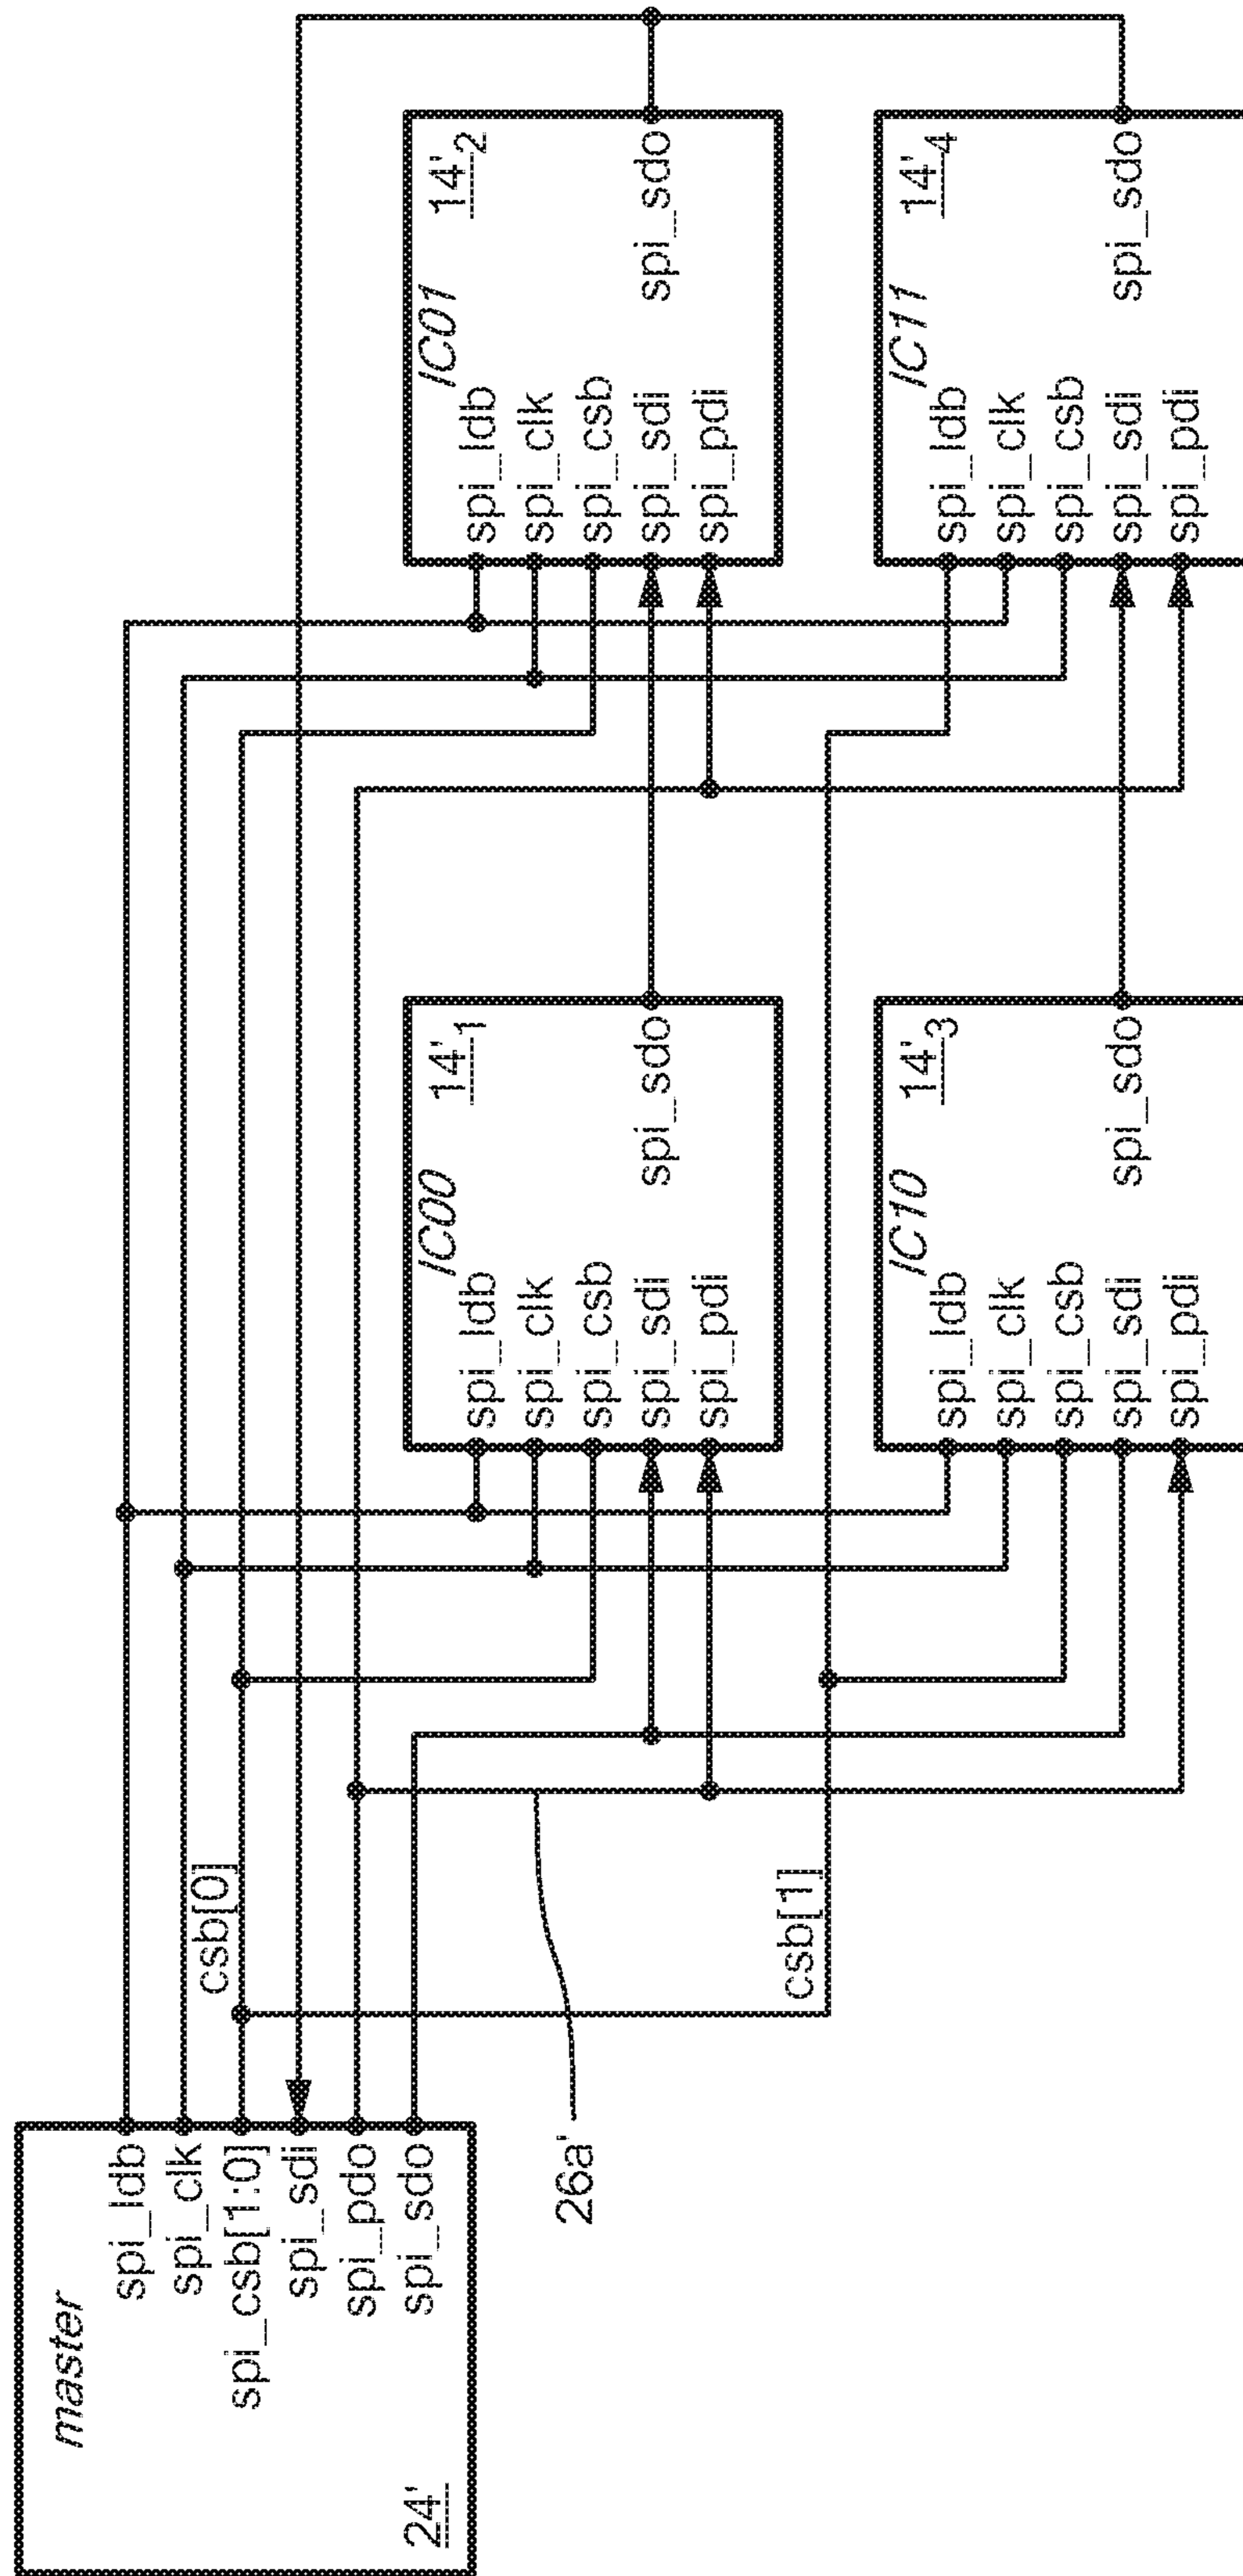 master
spi_ldb
spi_clk
spi_csb[1:0]
spi_sdi
spi_pdo
spi_sdo
24'
csb[0]
csb[1]
26a'
IC00
14'1
spi_ldb
spi_clk
spi_csb
spi_sdi
spi_sdo
spi_pdi
IC01
14'2
spi_ldb
spi_clk
spi_csb
spi_sdi
spi_sdo
spi_pdi
IC10
14'3
spi_ldb
spi_clk
spi_csb
spi_sdi
spi_sdo
spi_pdi
IC11
14'4
spi_ldb
spi_clk
spi_csb
spi_sdi
spi_sdo
spi_pdi